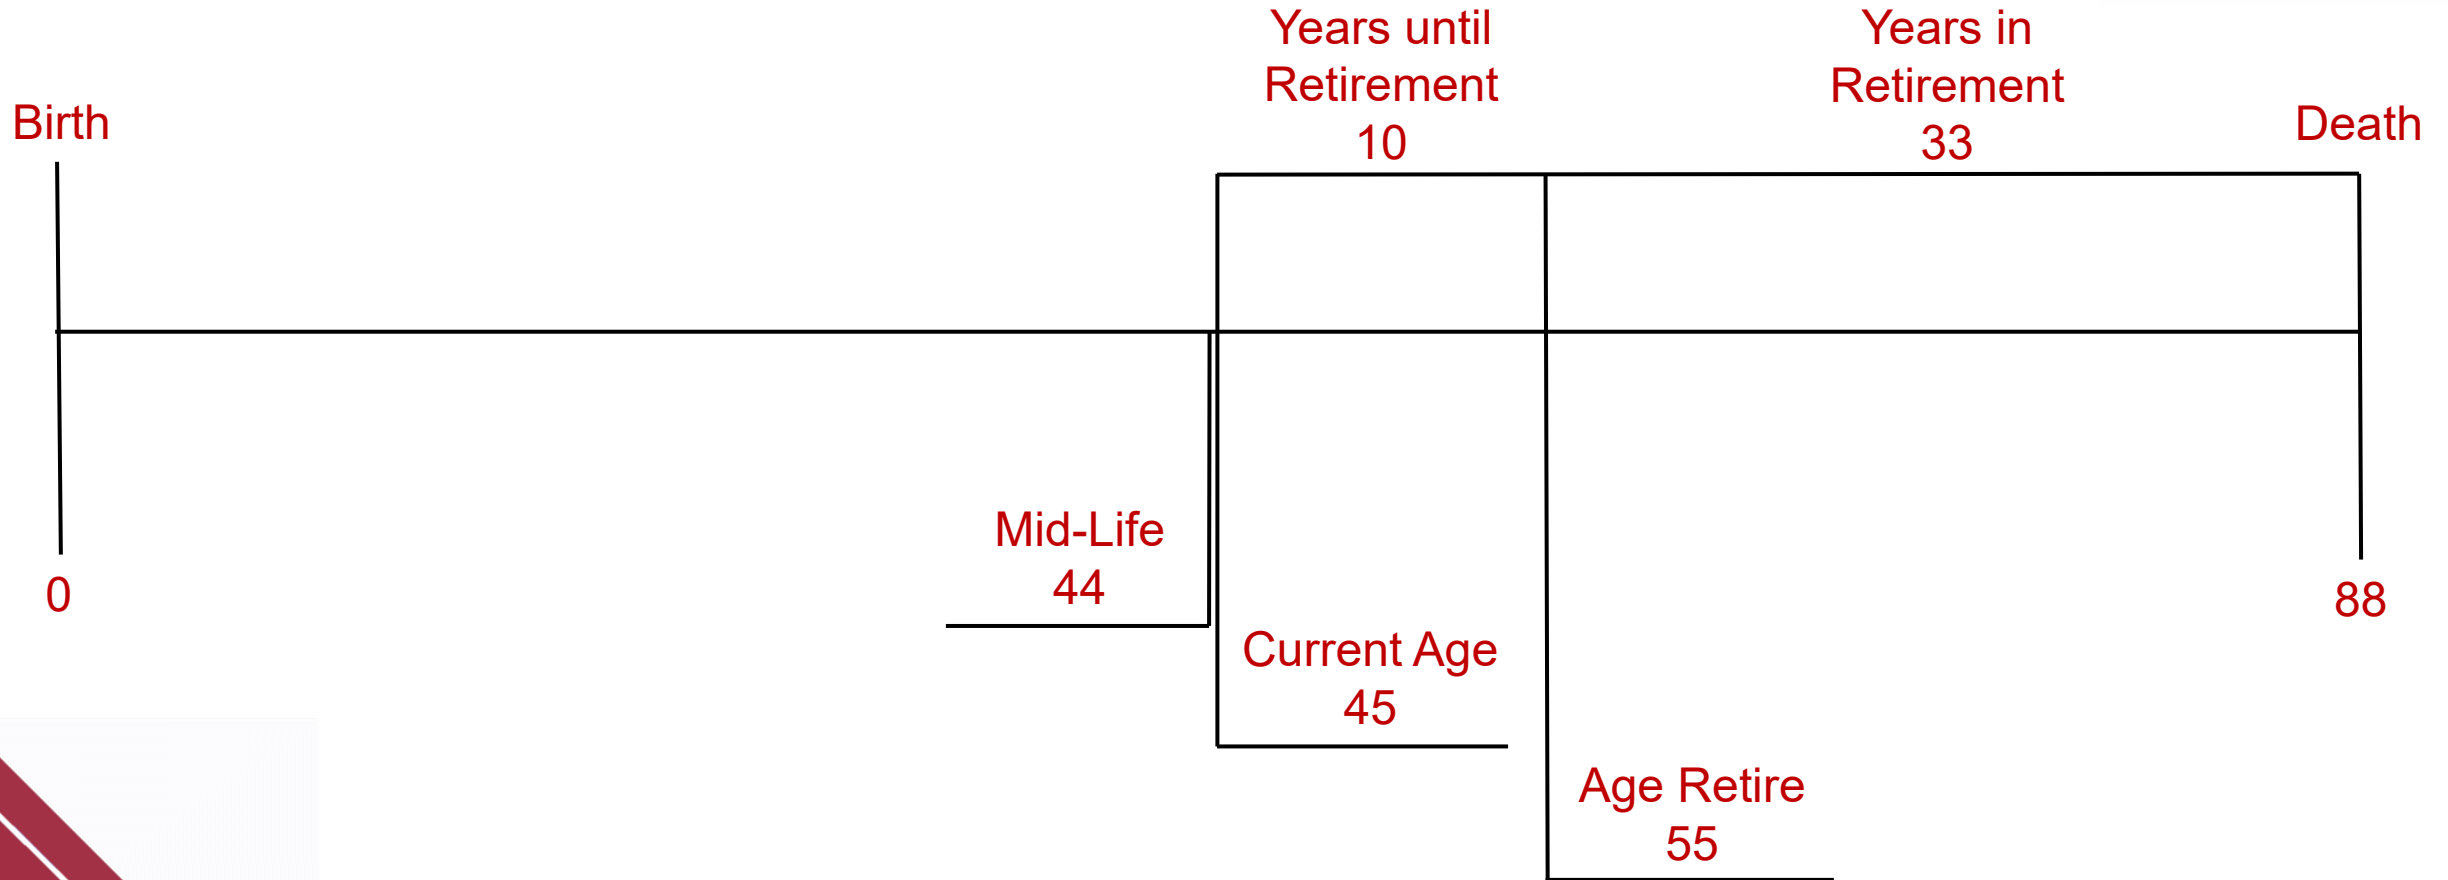 Years until
Retirement
10
Years in
Retirement
33
Birth
Death
Mid-Life
44
0
88
Current Age
45
Age Retire
55